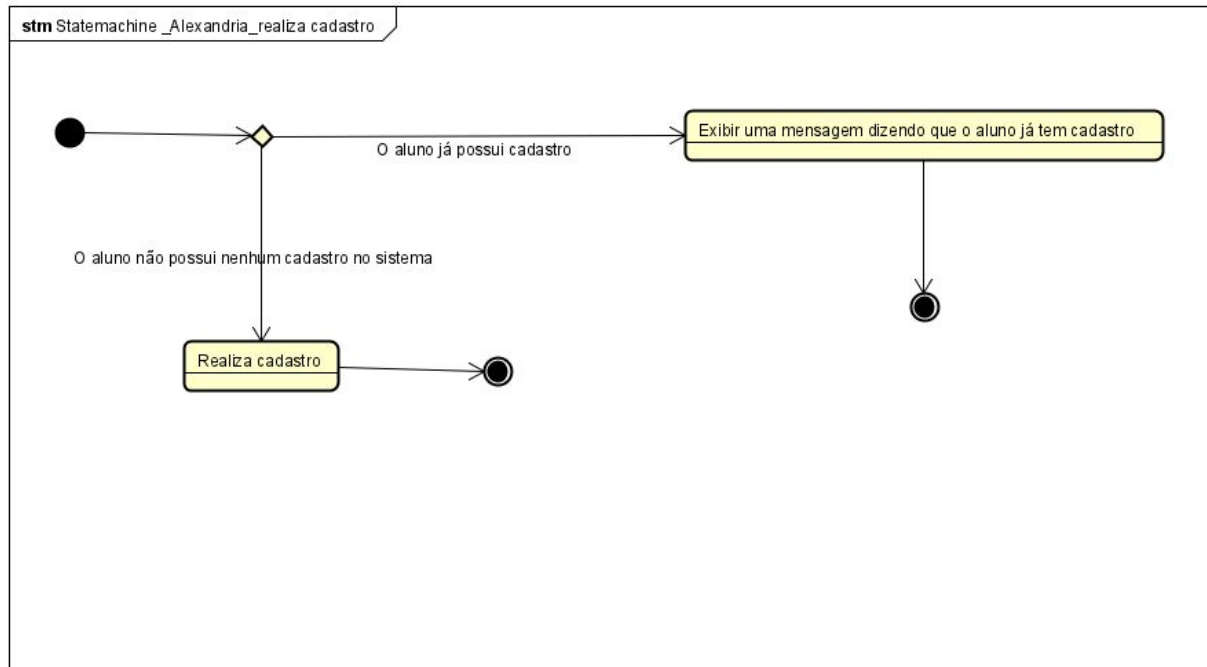 stm Statemachine _Alexandria_realiza cadastro
Exibir uma mensagem dizendo que o aluno já tem cadastro
O aluno já possui cadastro
O aluno não possui nenhum cadastro no sistema
Realiza cadastro